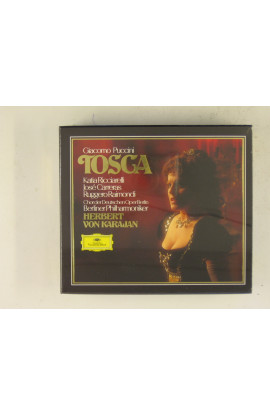 Giacomo Puccini
TOSCA
Katia Ricciarelli
José Carreras
Ruggero Raimondi
Chor der Deutschen Oper Berlin
Berliner Philharmoniker
HERBERT
VON KARAJAN